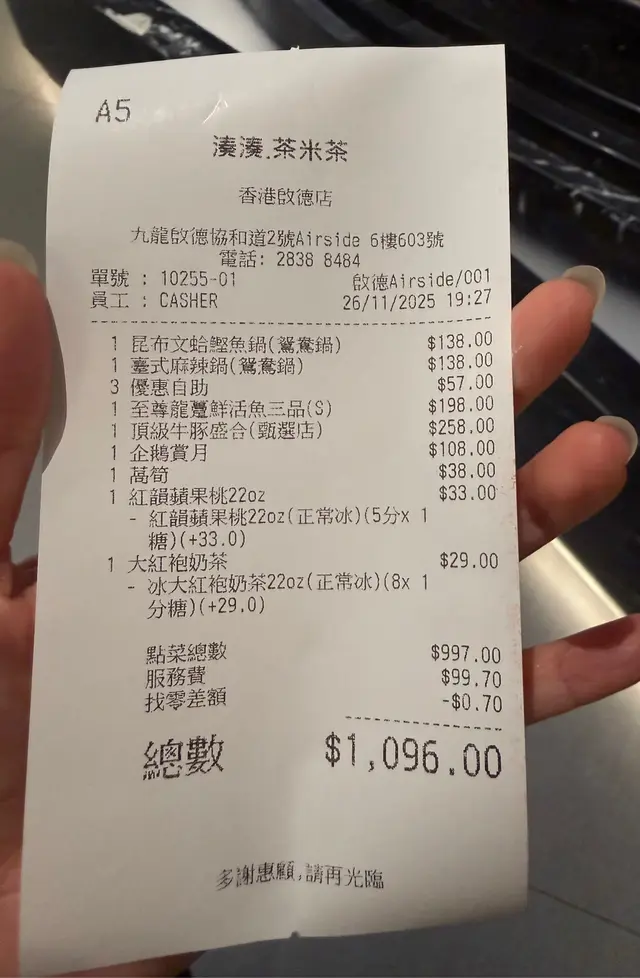 A5
湊湊.茶米茶
香港啟德店
九龍啟德協和道2號Airside 6樓603號
電話: 2838 8484
單號 : 10255-01 啟德Airside/001
員工 : CASHER 26/11/2025 19:27
1 昆布文蛤鰹魚鍋(鴛鴦鍋) $138.00
1 臺式麻辣鍋(鴛鴦鍋) $138.00
3 優惠自助 $57.00
1 至尊龍躉鮮活魚三品(S) $198.00
1 頂級牛豚盛合(甄選店) $258.00
1 企鵝賞月 $108.00
1 萵筍 $38.00
1 紅韻蘋果桃22oz $33.00
- 紅韻蘋果桃22oz(正常冰)(5分x 1
糖)(+33.0)
1 大紅袍奶茶 $29.00
- 冰大紅袍奶茶22oz(正常冰)(8x 1
分糖)(+29.0)
點菜總數 $997.00
服務費 $99.70
找零差額 -$0.70
總數 $1,096.00
多謝惠顧,請再光臨